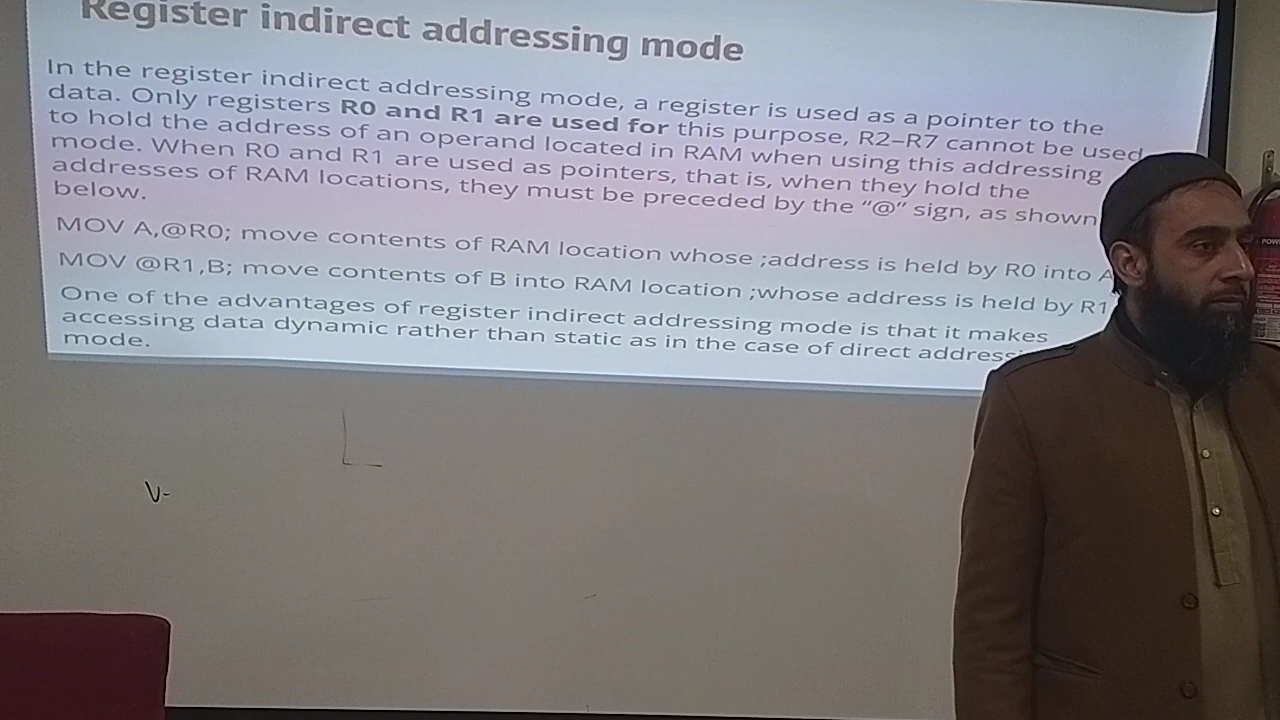 Register indirect addressing mode
In the register indirect addressing mode, a register is used as a pointer to the
data. Only registers R0 and R1 are used for this purpose, R2–R7 cannot be used
to hold the address of an operand located in RAM when using this addressing
mode. When R0 and R1 are used as pointers, that is, when they hold the
addresses of RAM locations, they must be preceded by the “@” sign, as shown
below.
MOV A,@R0; move contents of RAM location whose ;address is held by R0 into A
MOV @R1,B; move contents of B into RAM location ;whose address is held by R1
One of the advantages of register indirect addressing mode is that it makes
accessing data dynamic rather than static as in the case of direct
mode.
V-
POW